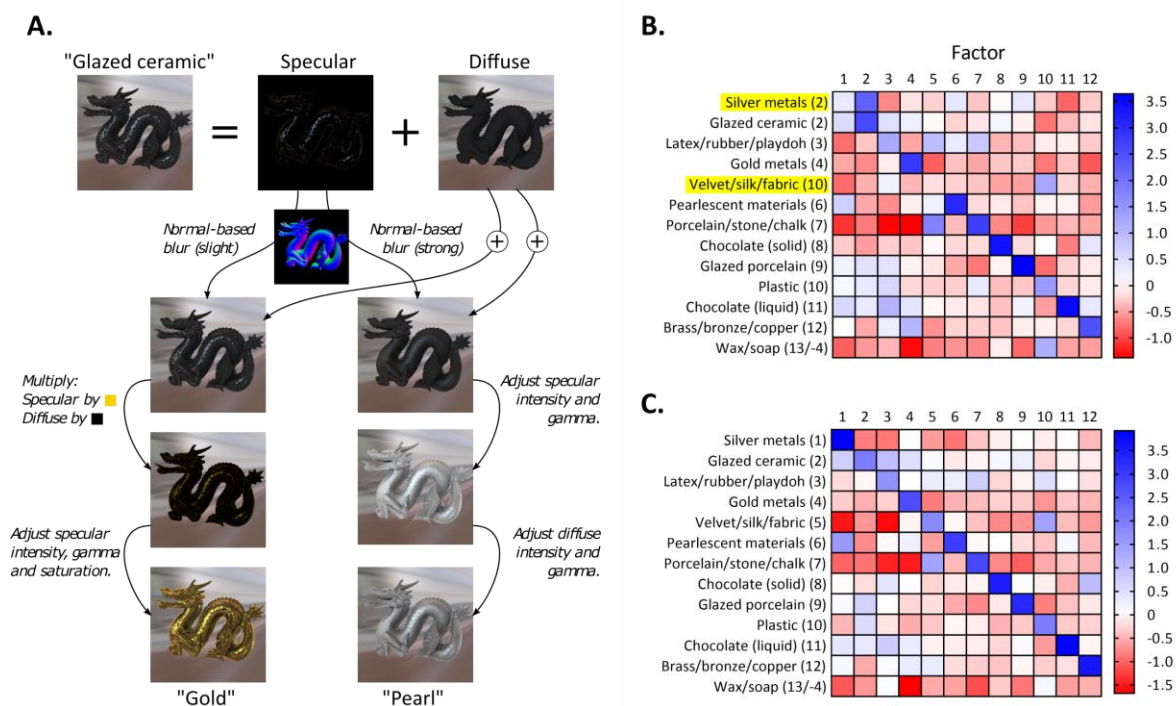 A.
"Glazed ceramic"
Specular
Diffuse
=
+
Normal-based
blur (slight)
Normal-based
blur (strong)
+
+
Multiply:
Specular by
Diffuse by
Adjust specular
intensity and
gamma.
Adjust specular
intensity, gamma
and saturation.
Adjust diffuse
intensity and
gamma.
"Gold"
"Pearl"
B.
Factor
1 2 3 4 5 6 7 8 9 10 11 12
Silver metals (2)
Glazed ceramic (2)
Latex/rubber/playdoh (3)
Gold metals (4)
Velvet/silk/fabric (10)
Pearlescent materials (6)
Porcelain/stone/chalk (7)
Chocolate (solid) (8)
Glazed porcelain (9)
Plastic (10)
Chocolate (liquid) (11)
Brass/bronze/copper (12)
Wax/soap (13/-4)
3.5
3.0
2.5
2.0
1.5
1.0
0.5
0
-0.5
-1.0
C.
1 2 3 4 5 6 7 8 9 10 11 12
Silver metals (1)
Glazed ceramic (2)
Latex/rubber/playdoh (3)
Gold metals (4)
Velvet/silk/fabric (5)
Pearlescent materials (6)
Porcelain/stone/chalk (7)
Chocolate (solid) (8)
Glazed porcelain (9)
Plastic (10)
Chocolate (liquid) (11)
Brass/bronze/copper (12)
Wax/soap (13/-4)
3.5
3.0
2.5
2.0
1.5
1.0
0.5
0.0
-0.5
-1.0
-1.5